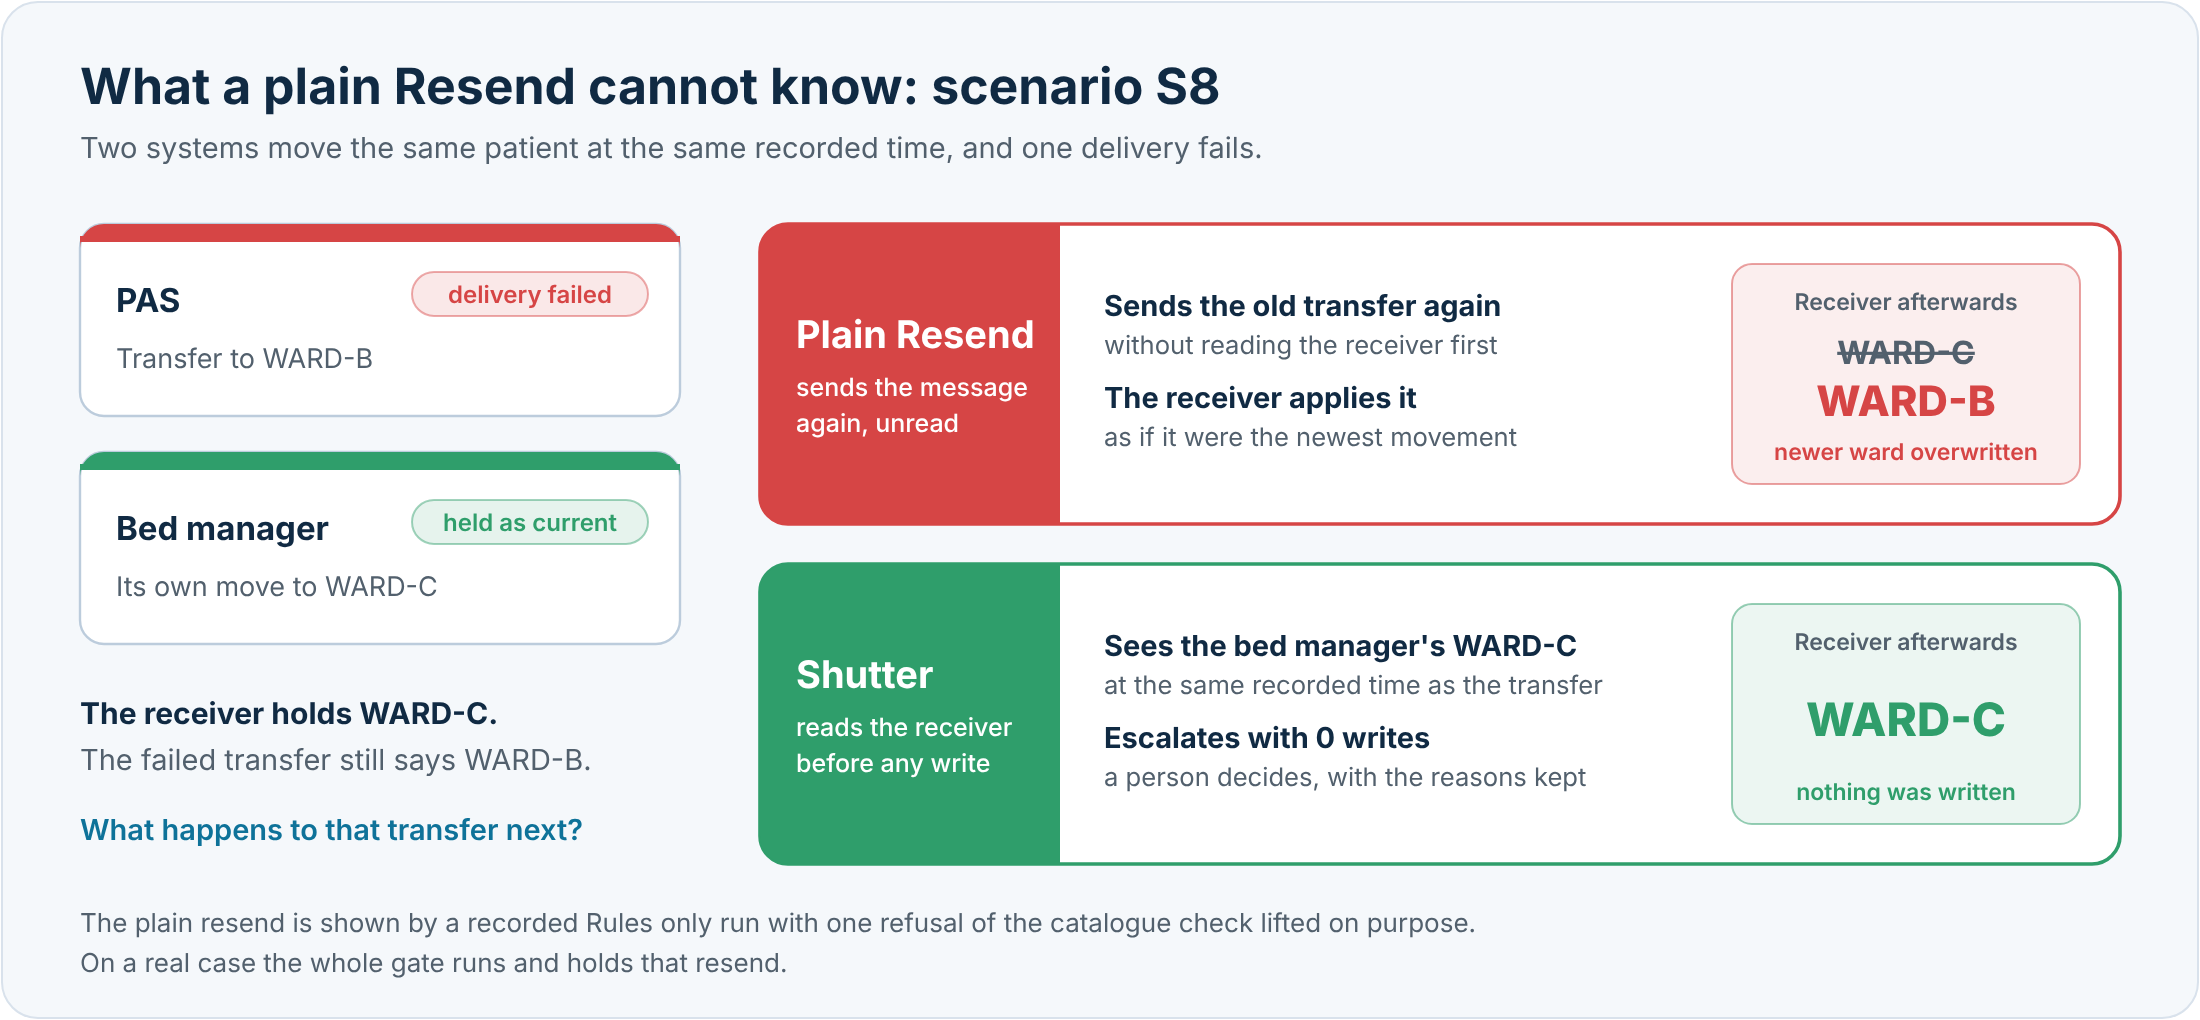 What a plain Resend cannot know: scenario S8
Two systems move the same patient at the same recorded time, and one delivery fails.
PAS
delivery failed
Transfer to WARD-B
Bed manager
held as current
Its own move to WARD-C
The receiver holds WARD-C.
The failed transfer still says WARD-B.
What happens to that transfer next?
Plain Resend
sends the message
again, unread
Sends the old transfer again
without reading the receiver first
The receiver applies it
as if it were the newest movement
Receiver afterwards
WARD-C
WARD-B
newer ward overwritten
Shutter
reads the receiver
before any write
Sees the bed manager's WARD-C
at the same recorded time as the transfer
Escalates with 0 writes
a person decides, with the reasons kept
Receiver afterwards
WARD-C
nothing was written
The plain resend is shown by a recorded Rules only run with one refusal of the catalogue check lifted on purpose.
On a real case the whole gate runs and holds that resend.